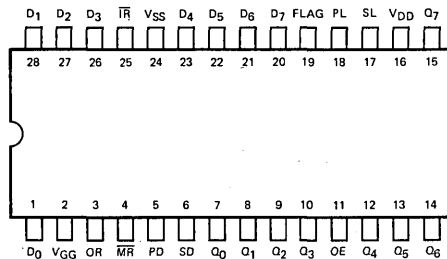 D₁ D₂ D₃ I̅R̅ VSS D₄ D₅ D₆ D₇ FLAG PL SL VDD Q₇
28 27 26 25 24 23 22 21 20 19 18 17 16 15
1 2 3 4 5 6 7 8 9 10 11 12 13 14
D₀ VGG OR M̅R̅ PD SD Q₀ Q₁ Q₂ Q₃ OE Q₄ Q₅ Q₆